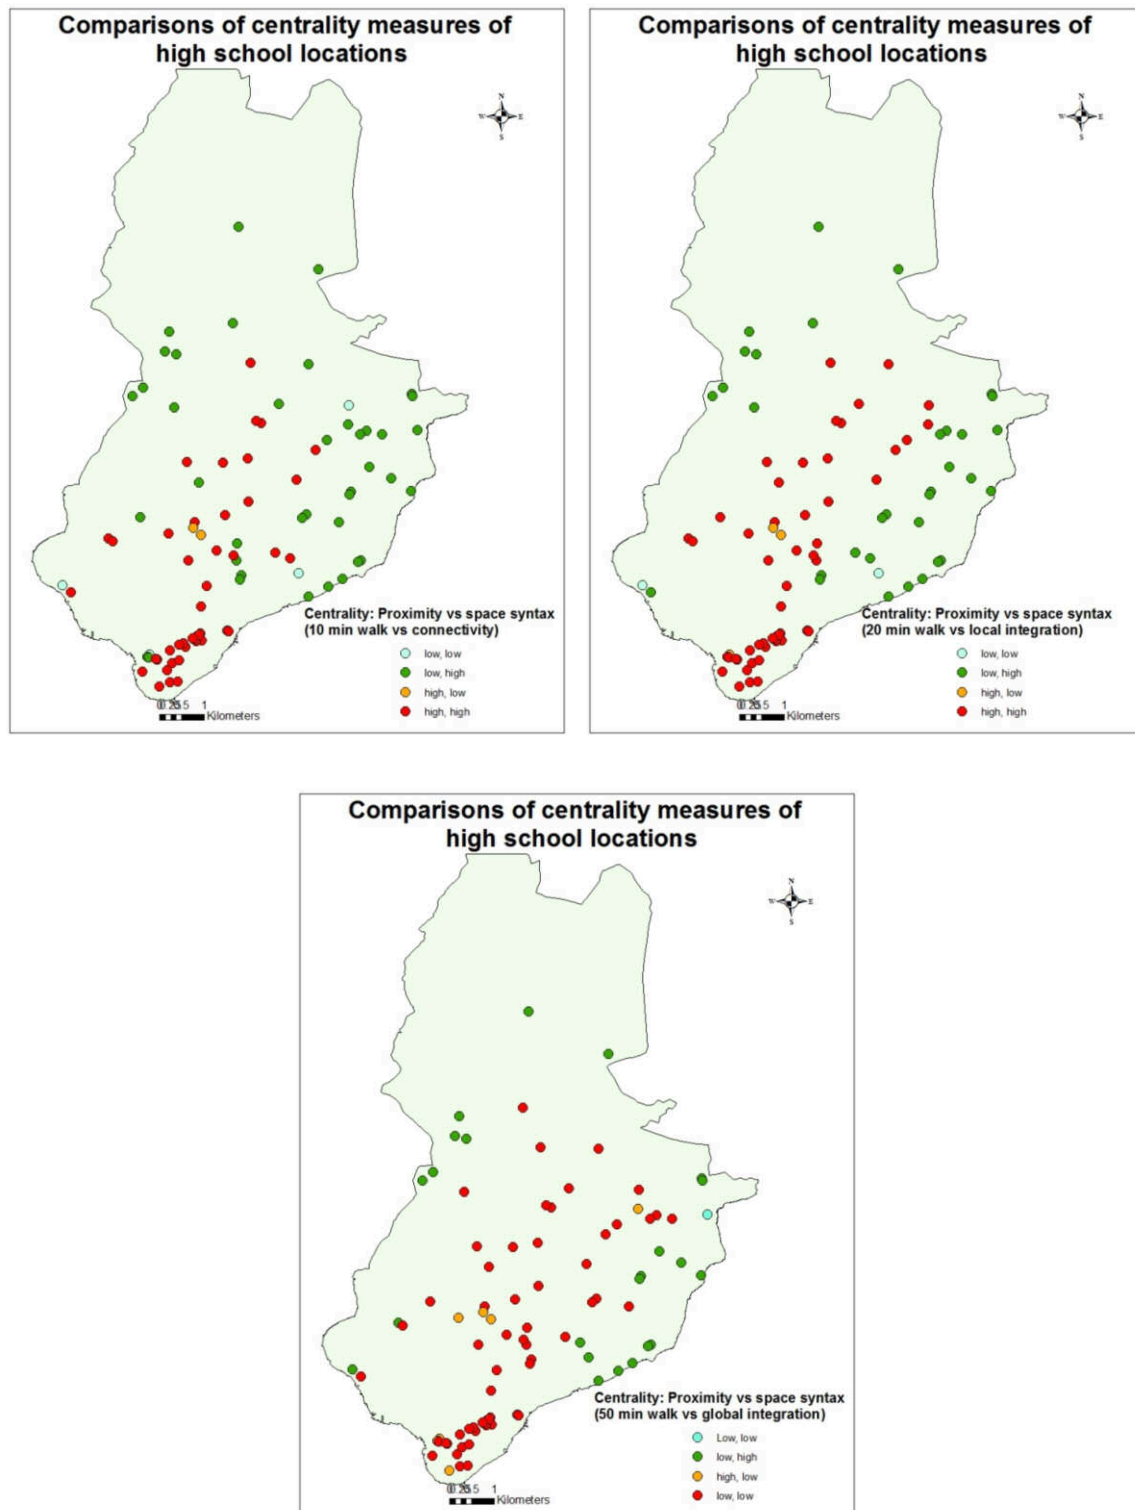 Comparisons of centrality measures of
high school locations
N
W E
S
Centrality: Proximity vs space syntax
(10 min walk vs connectivity)
low, low
low, high
high, low
high, high
1
Kilometers
Comparisons of centrality measures of
high school locations
N
W E
S
Centrality: Proximity vs space syntax
(20 min walk vs local integration)
low, low
low, high
high, low
high, high
1
Kilometers
Comparisons of centrality measures of
high school locations
N
W E
S
Centrality: Proximity vs space syntax
(50 min walk vs global integration)
Low, low
low, high
high, low
low, low
1
Kilometers